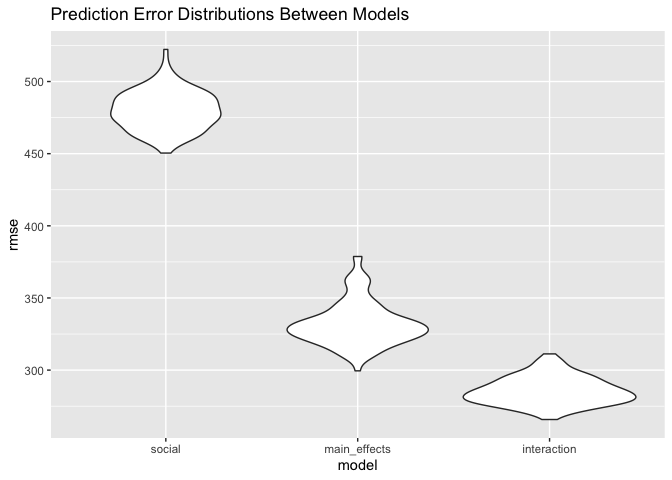 Prediction Error Distributions Between Models
500
450
400
350
300
rmse
social main_effects interaction
model